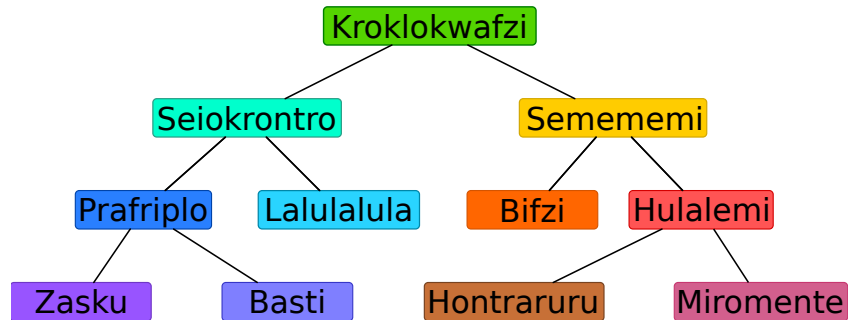 Kroklokwafzi
Seiokrontro
Semememi
Prafriplo
Lalulalula
Bifzi
Hulalemi
Zasku
Basti
Hontraruru
Miromente